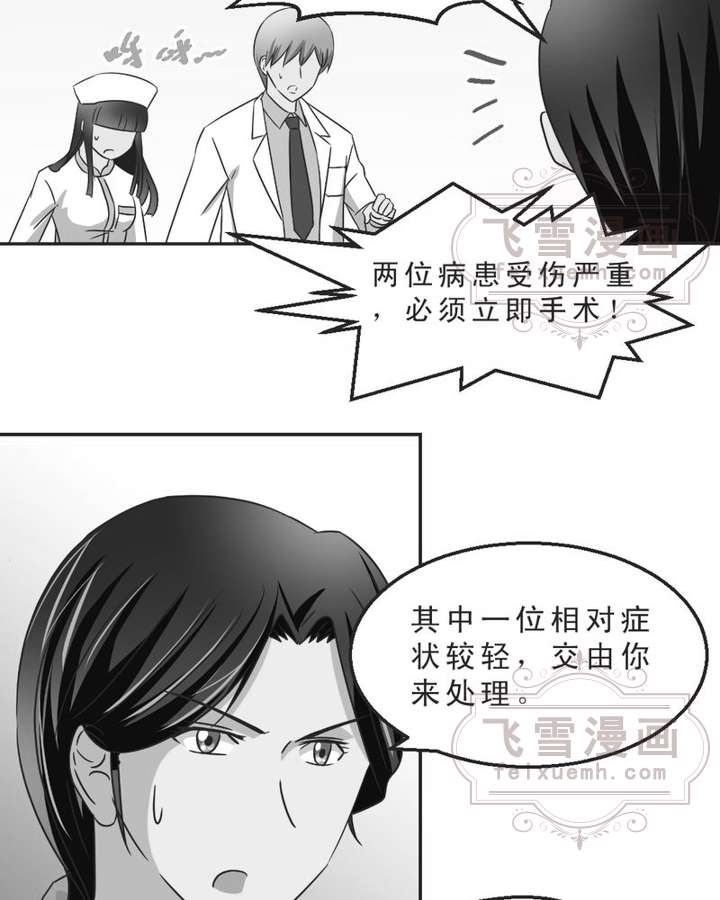 两位病患受伤严重
，必须立即手术！
飞雪漫画
feixuemh.com
其中一位相对症
状较轻，交由你
来处理。
飞雪漫画
feixuemh.com